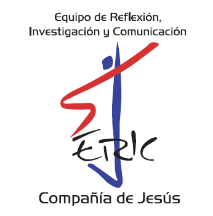 Equipo de Reflexión,
Investigación y Comunicación
ERIC
Compañía de Jesús